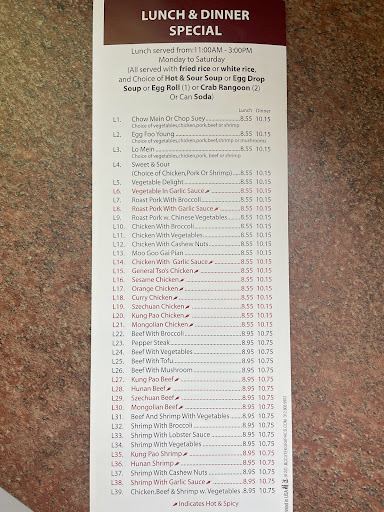 LUNCH & DINNER
SPECIAL
Lunch served from:11:00AM - 3:00PM
Monday to Saturday
(All served with fried rice or white rice,
and Choice of Hot & Sour Soup or Egg Drop
Soup or Egg Roll (1) or Crab Rangoon (2)
Or Can Soda)
Lunch Dinner
L1. Chow Mein Or Chop Suey 8.55 10.15
Choice of vegetables,chicken,pork,beef or shrimp
L2. Egg Foo Young 8.55 10.15
Choice of vegetables,chicken,pork,beef,shrimp or mushroom
L3. Lo Mein 8.55 10.15
Choice of vegetables,chicken,pork, beef or shrimp
L4. Sweet & Sour
(Choice of Chicken,Pork Or Shrimp) 8.55 10.15
L5. Vegetable Delight 8.55 10.15
L6. Vegetable In Garlic Sauce 8.55 10.15
L7. Roast Pork With Broccoli 8.55 10.15
L8. Roast Pork With Garlic Sauce 8.55 10.15
L9. Roast Pork w. Chinese Vegetables 8.55 10.15
L10. Chicken With Broccoli 8.55 10.15
L11. Chicken With Vegetables 8.55 10.15
L12. Chicken With Cashew Nuts 8.55 10.15
L13. Moo Goo Gai Pan 8.55 10.15
L14. Chicken With Garlic Sauce 8.55 10.15
L15. General Tso's Chicken 8.55 10.15
L16. Sesame Chicken 8.55 10.15
L17. Orange Chicken 8.55 10.15
L18. Curry Chicken 8.55 10.15
L19. Szechuan Chicken 8.55 10.15
L20. Kung Pao Chicken 8.55 10.15
L21. Mongolian Chicken 8.55 10.15
L22. Beef With Broccoli 8.95 10.75
L23. Pepper Steak 8.95 10.75
L24. Beef With Vegetables 8.95 10.75
L25. Beef With Tofu 8.95 10.75
L26. Beef With Mushroom 8.95 10.75
L27. Kung Pao Beef 8.95 10.75
L28. Hunan Beef 8.95 10.75
L29. Szechuan Beef 8.95 10.75
L30. Mongolian Beef 8.95 10.75
L31. Beef And Shrimp With Vegetables 8.95 10.75
L32. Shrimp With Broccoli 8.95 10.75
L33. Shrimp With Lobster Sauce 8.95 10.75
L34. Shrimp With Vegetables 8.95 10.75
L35. Kung Pao Shrimp 8.95 10.75
L36. Hunan Shrimp 8.95 10.75
L37. Shrimp With Cashew Nuts 8.95 10.75
L38. Shrimp With Garlic Sauce 8.95 10.75
L39. Chicken,Beef & Shrimp w. Vegetables 8.95 10.75
Indicates Hot & Spicy